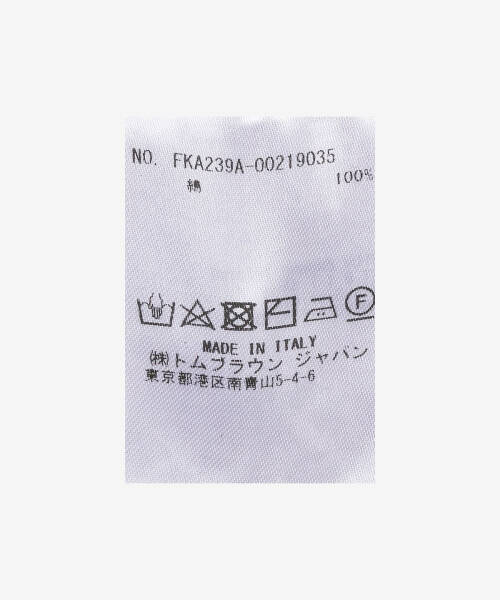 NO. FKA239A-00219035
綿 100%
F
MADE IN ITALY
㈱トムブラウン ジャパン
東京都港区南青山5-4-6